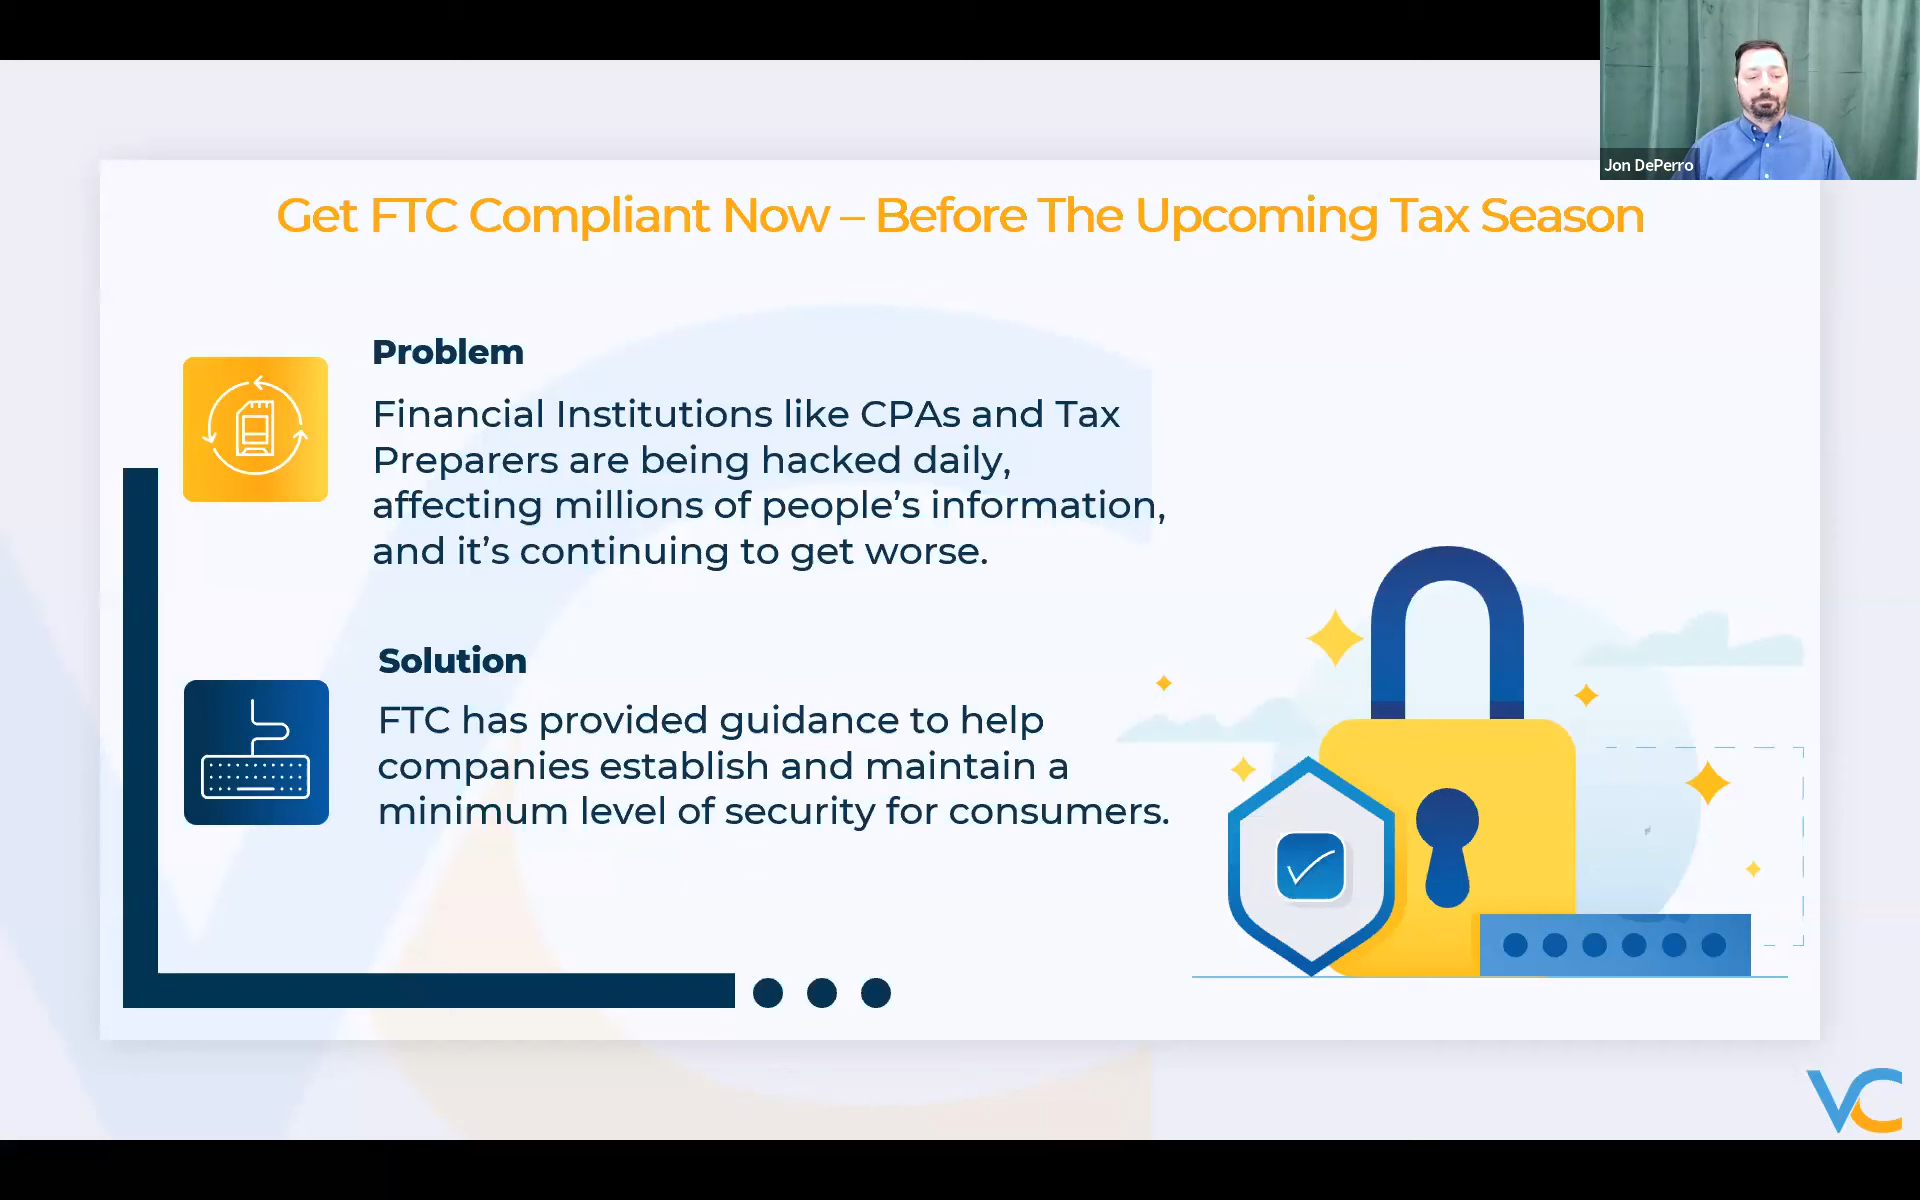 Jon DePerro
Get FTC Compliant Now – Before The Upcoming Tax Season
Problem
Financial Institutions like CPAs and Tax
Preparers are being hacked daily,
affecting millions of people’s information,
and it’s continuing to get worse.
Solution
FTC has provided guidance to help
companies establish and maintain a
minimum level of security for consumers.
VC